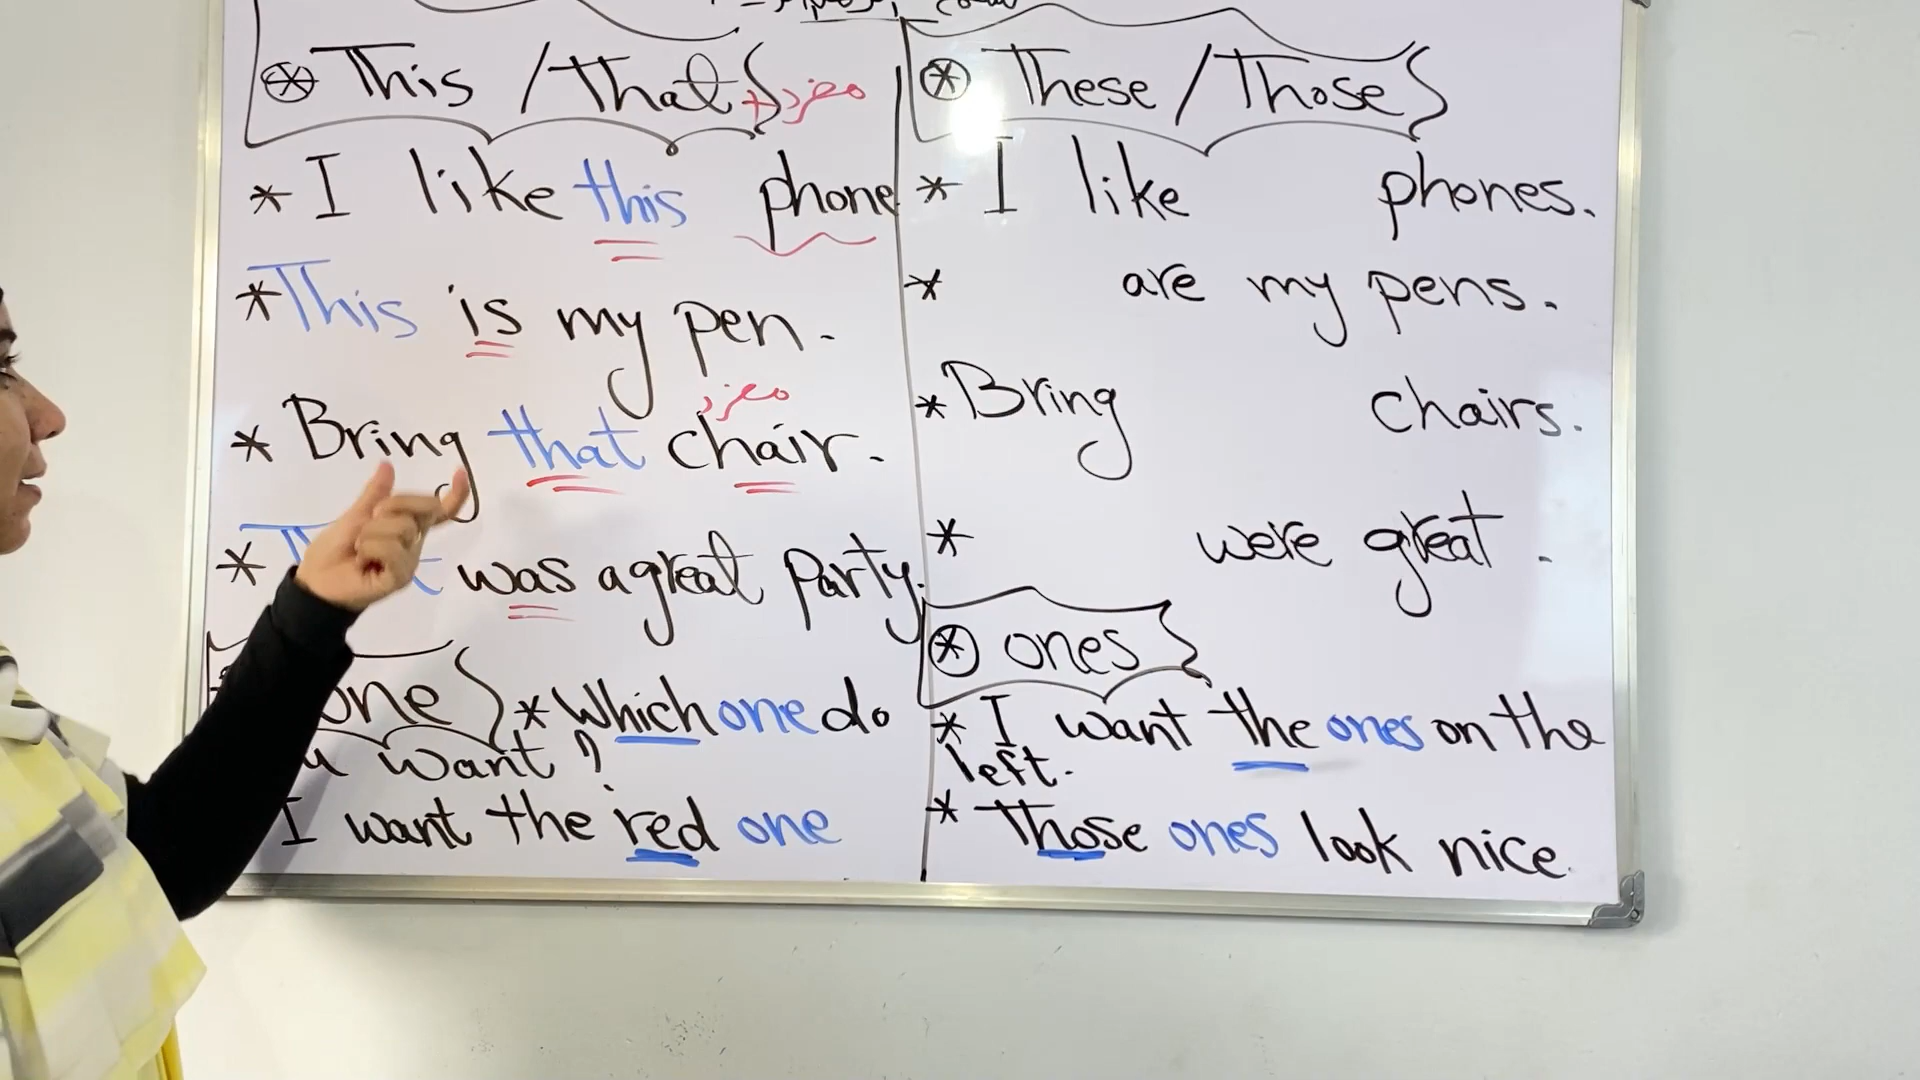 This / That + مفرد
* I like this phone
* This is my pen.
مفرد
* Bring that chair.
* was a great party.
one * Which one do
want ?
I want the red one
These / Those
* I like phones.
* are my pens.
* Bring chairs.
* were great.
ones
* I want the ones on the
left.
* Those ones look nice.